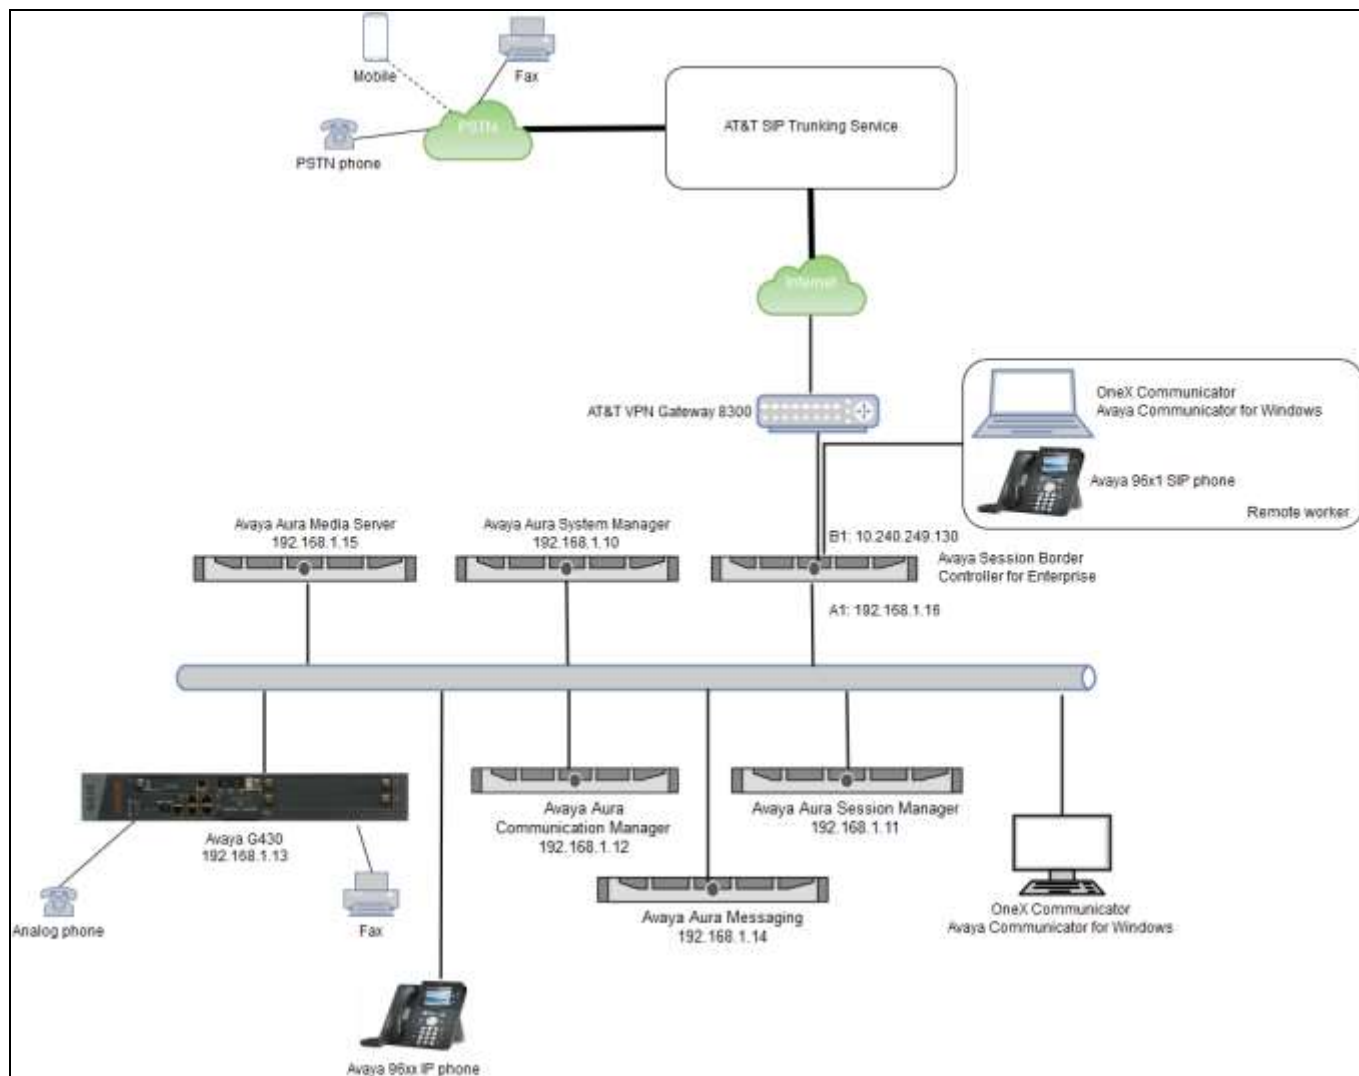 Mobile
Fax
PSTN
PSTN phone
AT&T SIP Trunking Service
Internet
AT&T VPN Gateway 8300
OneX Communicator
Avaya Communicator for Windows
Avaya 96x1 SIP phone
Remote worker
Avaya Aura Media Server
192.168.1.15
Avaya Aura System Manager
192.168.1.10
B1: 10.240.249.130
Avaya Session Border
Controller for Enterprise
A1: 192.168.1.16
Avaya G430
192.168.1.13
Avaya Aura
Communication Manager
192.168.1.12
Avaya Aura Session Manager
192.168.1.11
Analog phone
Fax
Avaya Aura Messaging
192.168.1.14
OneX Communicator
Avaya Communicator for Windows
Avaya 96xx IP phone